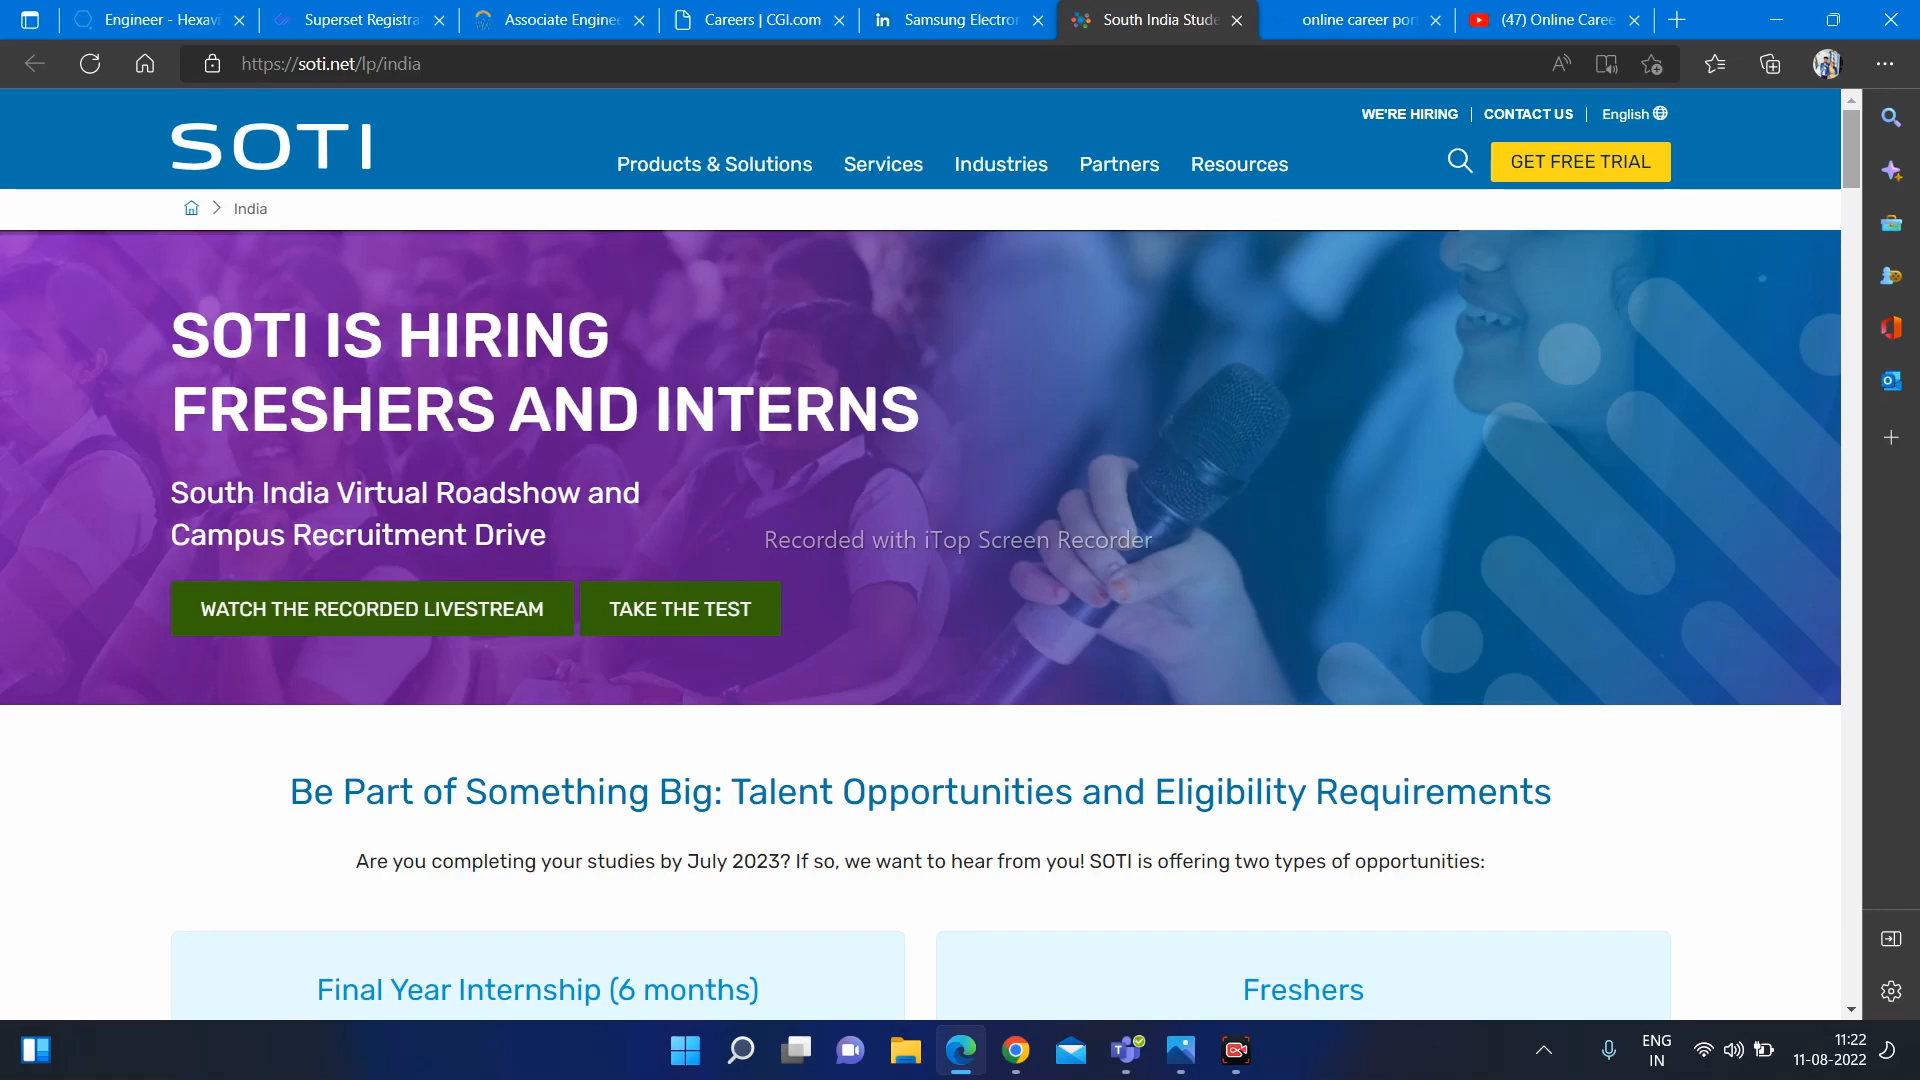 Engineer - Hexavi
Superset Registra
Associate Enginee
Careers | CGI.com
Samsung Electron
South India Stude
online career por
(47) Online Caree
https://soti.net/lp/india
WE'RE HIRING
CONTACT US
English
SOTI
Products & Solutions
Services
Industries
Partners
Resources
GET FREE TRIAL
India
SOTI IS HIRING
FRESHERS AND INTERNS
South India Virtual Roadshow and
Campus Recruitment Drive
Recorded with iTop Screen Recorder
WATCH THE RECORDED LIVESTREAM
TAKE THE TEST
Be Part of Something Big: Talent Opportunities and Eligibility Requirements
Are you completing your studies by July 2023? If so, we want to hear from you! SOTI is offering two types of opportunities:
Final Year Internship (6 months)
Freshers
ENG
IN
11:22
11-08-2022